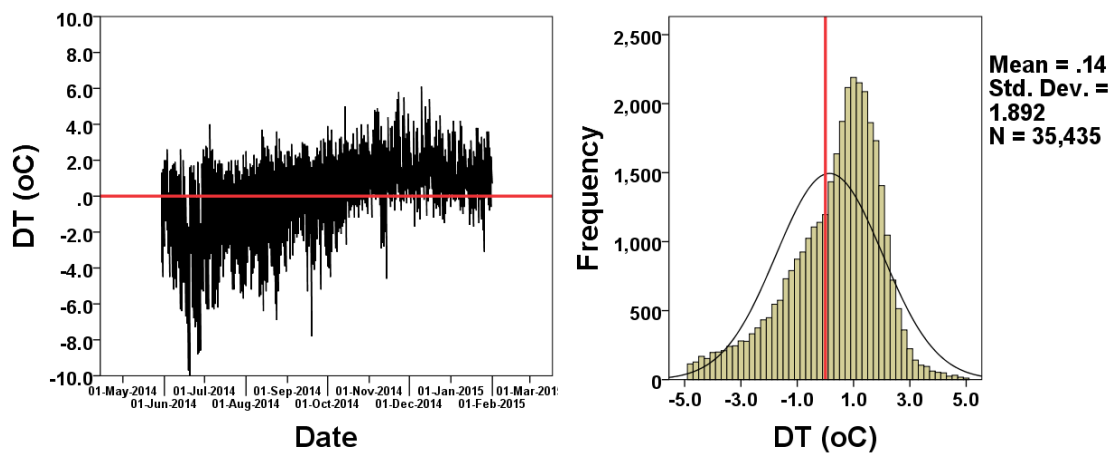 10.0
8.0
6.0
4.0
2.0
.0
-2.0
-4.0
-6.0
-8.0
-10.0
DT (oC)
01-May-2014 01-Jul-2014 01-Sep-2014 01-Nov-2014 01-Jan-2015 01-Mar-201
01-Jun-2014 01-Aug-2014 01-Oct-2014 01-Dec-2014 01-Feb-2015
Date
2,500
2,000
1,500
1,000
500
0
Frequency
-5.0 -3.0 -1.0 1.0 3.0 5.0
DT (oC)
Mean = .14
Std. Dev. =
1.892
N = 35,435